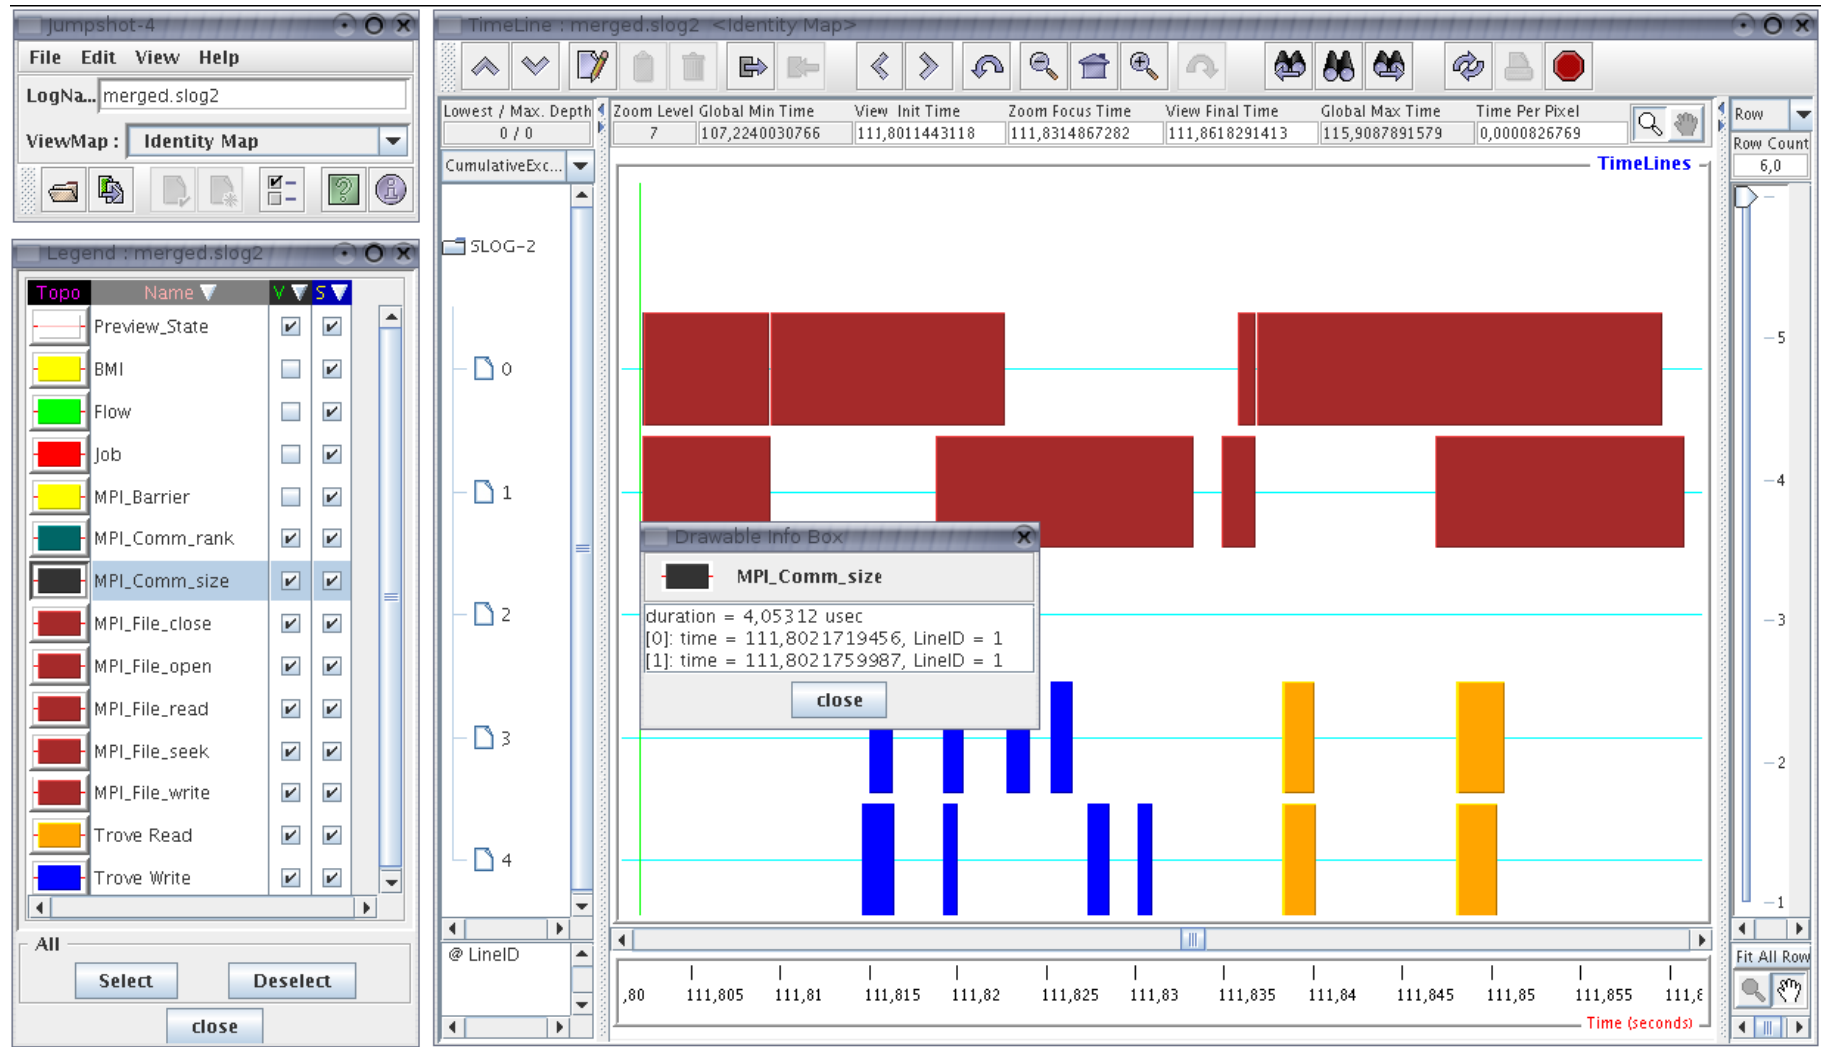 Jumpshot-4
File Edit View Help
LogNa... merged.slog2
ViewMap : Identity Map
Legend : merged.slog2
Topo Name V S
Preview_State
BMI
Flow
Job
MPI_Barrier
MPI_Comm_rank
MPI_Comm_size
MPI_File_close
MPI_File_open
MPI_File_read
MPI_File_seek
MPI_File_write
Trove Read
Trove Write
All
Select Deselect
close
TimeLine : merged.slog2 <Identity Map>
Lowest / Max. Depth Zoom Level Global Min Time View Init Time Zoom Focus Time View Final Time Global Max Time Time Per Pixel
0 / 0 7 107,2240030766 111,8011443118 111,8314867282 111,8618291413 115,9087891579 0,0000826769
CumulativeExc...
TimeLines
SLOG-2
0
1
2
3
4
Drawable Info Box
MPI_Comm_size
duration = 4,05312 usec
[0]: time = 111,8021719456, LineID = 1
[1]: time = 111,8021759987, LineID = 1
close
@ LineID
,80 111,805 111,81 111,815 111,82 111,825 111,83 111,835 111,84 111,845 111,85 111,855
Time (seconds)
Row
Row Count
6,0
5
4
3
2
1
Fit All Row